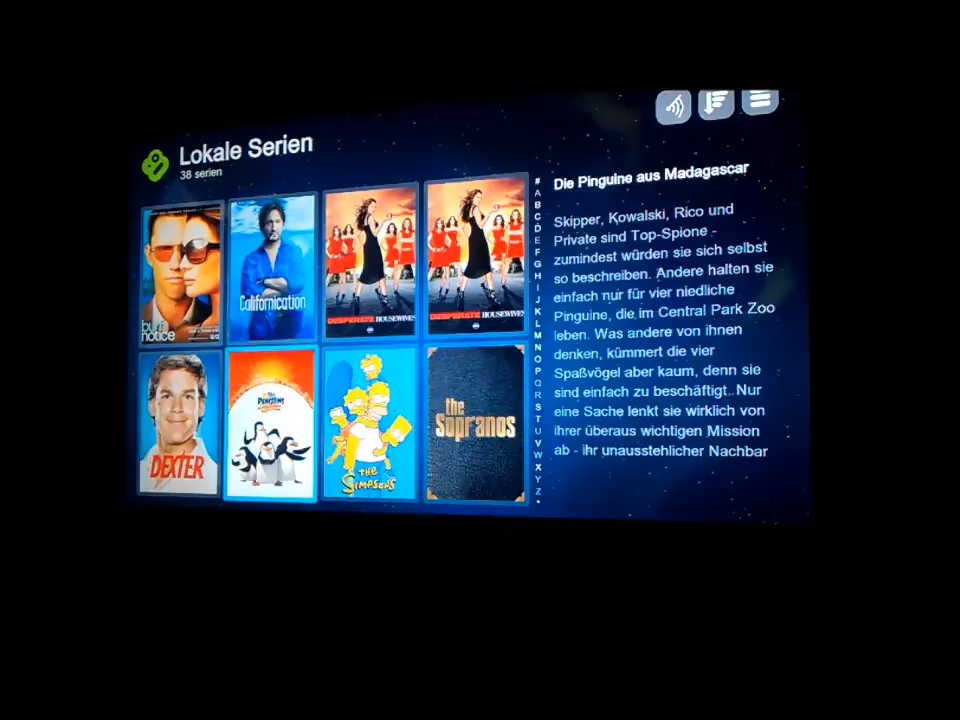 Lokale Serien
38 serien
burn
notice
Californication
DESPERATE HOUSEWIVES
DESPERATE HOUSEWIVES
DEXTER
THE
PENGUINS
THE
SIMPSONS
the
Sopranos
#
A
B
C
D
E
F
G
H
I
J
K
L
M
N
O
P
Q
R
S
T
U
V
W
X
Y
Z
Die Pinguine aus Madagascar
Skipper, Kowalski, Rico und
Private sind Top-Spione -
zumindest würden sie sich selbst
so beschreiben. Andere halten sie
einfach nur für vier niedliche
Pinguine, die im Central Park Zoo
leben. Was andere von ihnen
denken, kümmert die vier
Spaßvögel aber kaum, denn sie
sind einfach zu beschäftigt. Nur
eine Sache lenkt sie wirklich von
ihrer überaus wichtigen Mission
ab - ihr unausstehlicher Nachbar